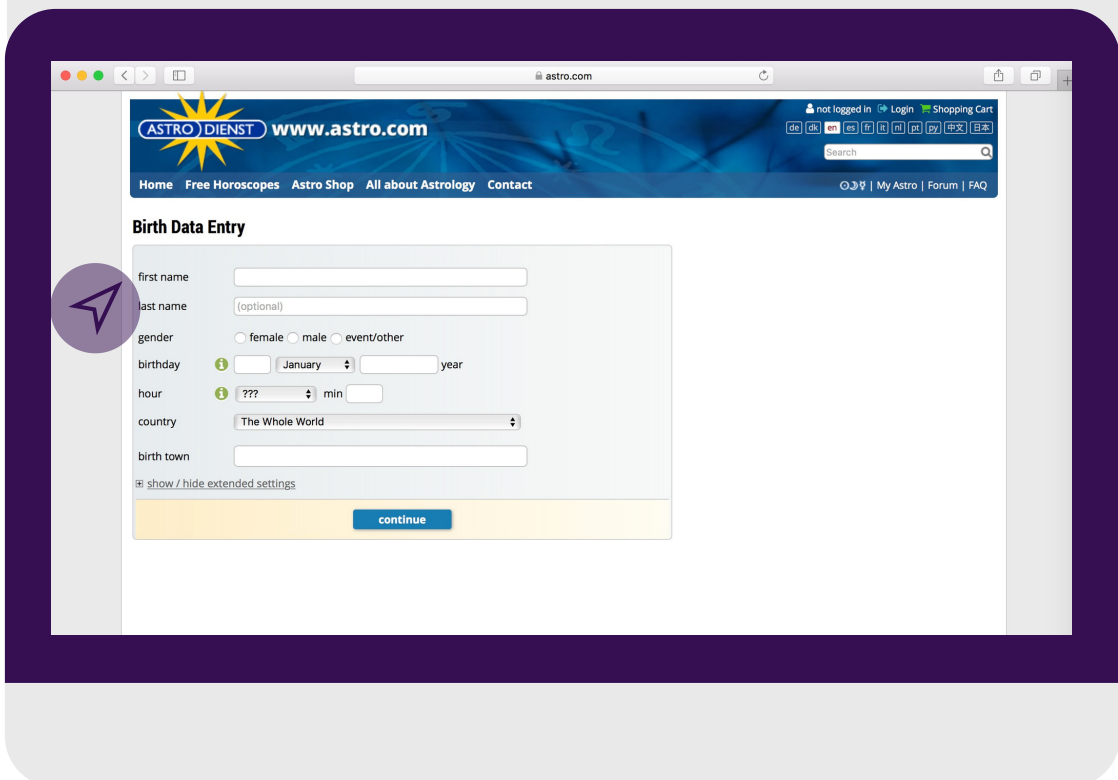 astro.com
not logged in Login Shopping Cart
ASTRO DIENST www.astro.com
de dk en es fr it nl pt py 中文 日本
Search
Home Free Horoscopes Astro Shop All about Astrology Contact
| My Astro | Forum | FAQ
Birth Data Entry
first name
last name (optional)
gender female male event/other
birthday January year
hour ??? min
country The Whole World
birth town
show / hide extended settings
continue